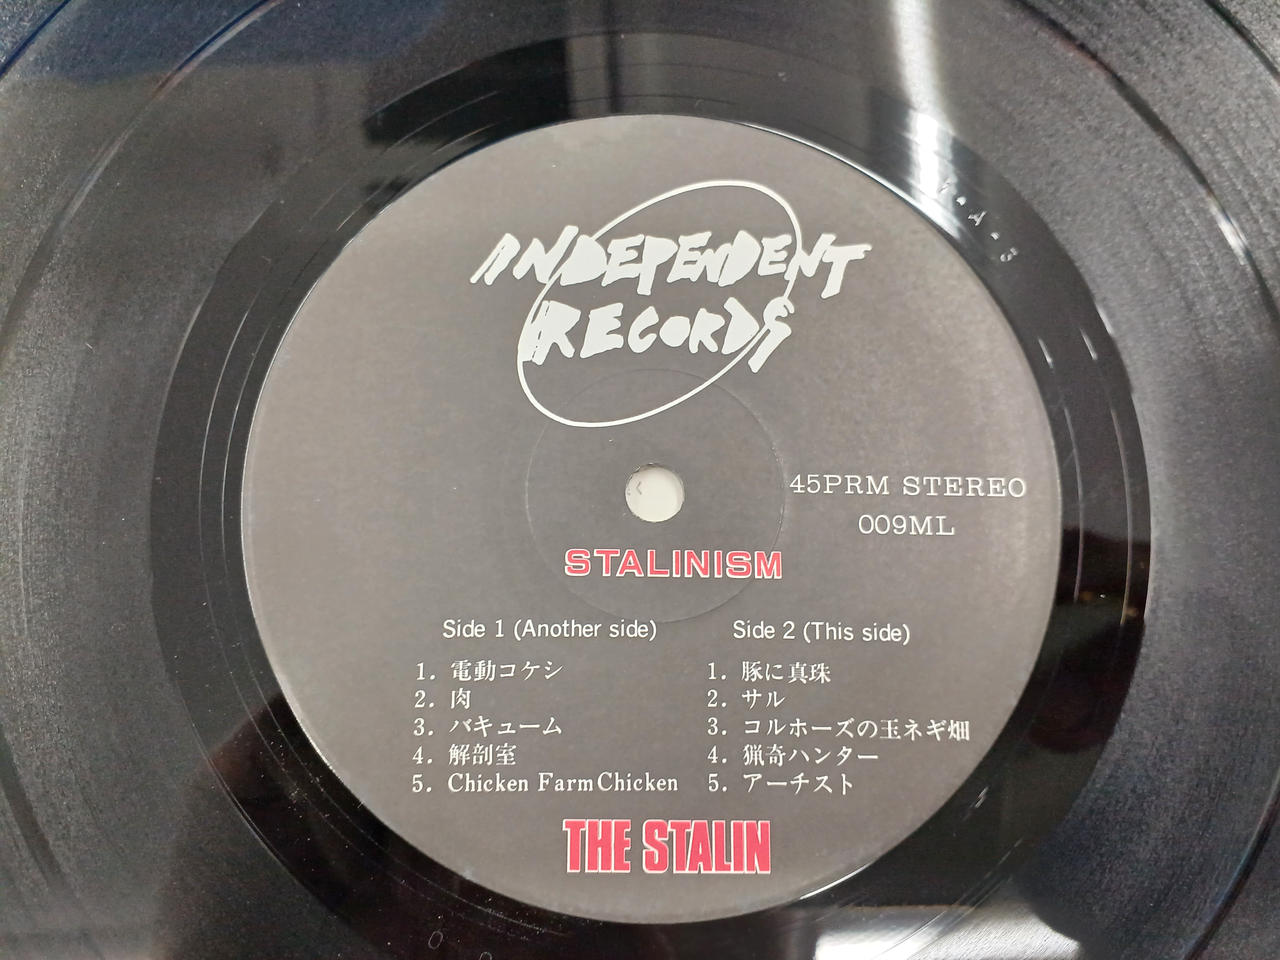 INDEPENDENT
RECORDS
45PRM STEREO
009ML
STALINISM
Side 1 (Another side)
1. 電動コケシ
2. 肉
3. バキューム
4. 解剖室
5. Chicken Farm Chicken
Side 2 (This side)
1. 豚に真珠
2. サル
3. コルホーズの玉ネギ畑
4. 猟奇ハンター
5. アーチスト
THE STALIN